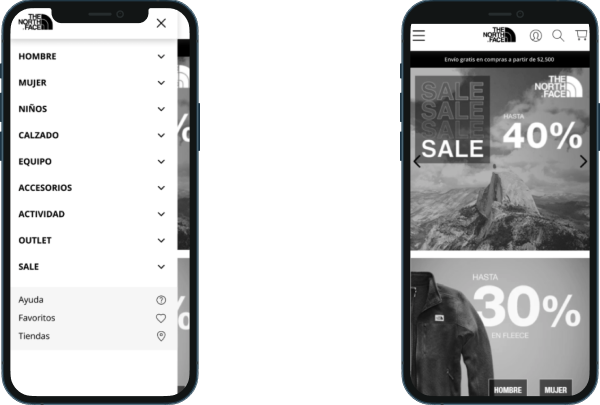 THE
NORTH
FACE
HOMBRE
MUJER
NIÑOS
CALZADO
EQUIPO
ACCESORIOS
ACTIVIDAD
OUTLET
SALE
Ayuda
Favoritos
Tiendas
%
0
THE
NORTH
FACE
Envío gratis en compras a partir de $2,500
SALE
SALE
SALE
SALE
THE
NORTH
FACE
HASTA
40%
HASTA
30%
EN FLEECE
HOMBRE
MUJER